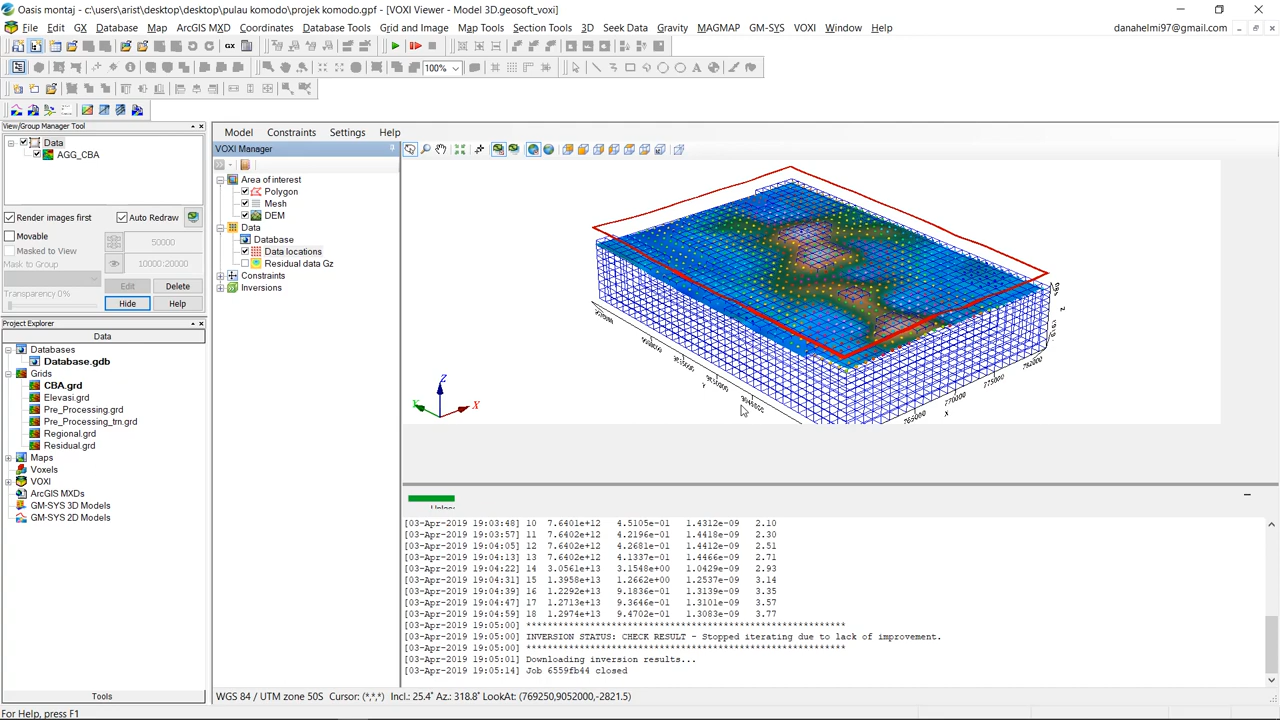 Oasis montaj - c:\users\arist\desktop\desktop\pulau komodo\projek komodo.gpf - [VOXI Viewer - Model 3D.geosoft_voxi]
File Edit GX Database Map ArcGIS MXD Coordinates Database Tools Grid and Image Map Tools Section Tools 3D Seek Data Gravity MAGMAP GM-SYS VOXI Window Help danahelmi97@gmail.com
GX
100%
View/Group Manager Tool
Data
AGG_CBA
Render images first Auto Redraw
Movable 50000
Masked to View
Mask to Group 10000:20000
Edit Delete
Transparency 0%
Hide Help
Project Explorer
Data
Databases
Database.gdb
Grids
CBA.grd
Elevasi.grd
Pre_Processing.grd
Pre_Processing_trn.grd
Regional.grd
Residual.grd
Maps
Voxels
VOXI
ArcGIS MXDs
GM-SYS 3D Models
GM-SYS 2D Models
Tools
Model Constraints Settings Help
VOXI Manager
Area of interest
Polygon
Mesh
DEM
Data
Database
Data locations
Residual data Gz
Constraints
Inversions
Z
Y
X
Y
X
Z
765000
770000
775000
[03-Apr-2019 19:03:48] 10 7.6401e+12 4.5105e-01 1.4312e-09 2.10
[03-Apr-2019 19:03:57] 11 7.6402e+12 4.2196e-01 1.4418e-09 2.30
[03-Apr-2019 19:04:05] 12 7.6402e+12 4.2681e-01 1.4412e-09 2.51
[03-Apr-2019 19:04:13] 13 7.6402e+12 4.1337e-01 1.4466e-09 2.71
[03-Apr-2019 19:04:22] 14 3.0561e+13 3.1548e+00 1.0429e-09 2.93
[03-Apr-2019 19:04:31] 15 1.3958e+13 1.2662e+00 1.2537e-09 3.14
[03-Apr-2019 19:04:39] 16 1.2292e+13 9.1836e-01 1.3139e-09 3.35
[03-Apr-2019 19:04:47] 17 1.2713e+13 9.3646e-01 1.3101e-09 3.57
[03-Apr-2019 19:04:59] 18 1.2974e+13 9.4702e-01 1.3083e-09 3.77
[03-Apr-2019 19:05:00] *******************************************************
[03-Apr-2019 19:05:00] INVERSION STATUS: CHECK RESULT - Stopped iterating due to lack of improvement.
[03-Apr-2019 19:05:00] *******************************************************
[03-Apr-2019 19:05:01] Downloading inversion results...
[03-Apr-2019 19:05:14] Job 6559fb44 closed
WGS 84 / UTM zone 50S Cursor: (*,*,*) Incl.: 25.4° Az.: 318.8° LookAt: (769250,9052000,-2821.5)
For Help, press F1